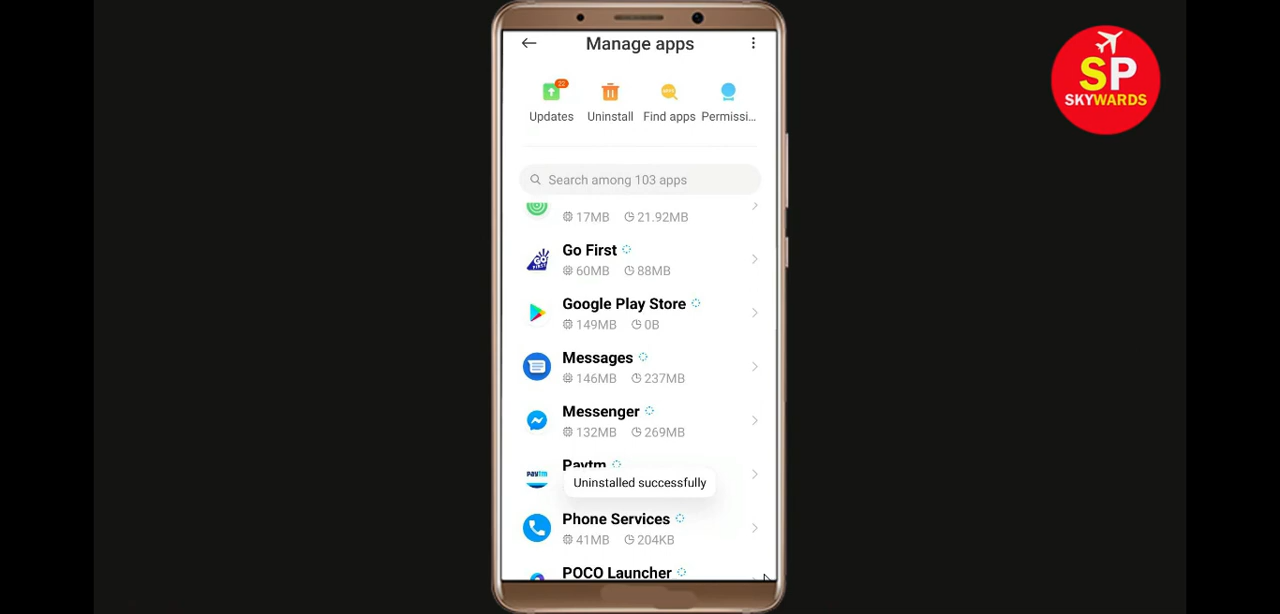 Manage apps
22
Updates
Uninstall
Find apps
Permissi...
Search among 103 apps
17MB 21.92MB
Go First
60MB 88MB
Google Play Store
149MB 0B
Messages
146MB 237MB
Messenger
132MB 269MB
paytm
Paytm
Uninstalled successfully
Phone Services
41MB 204KB
POCO Launcher
SP
SKYWARDS